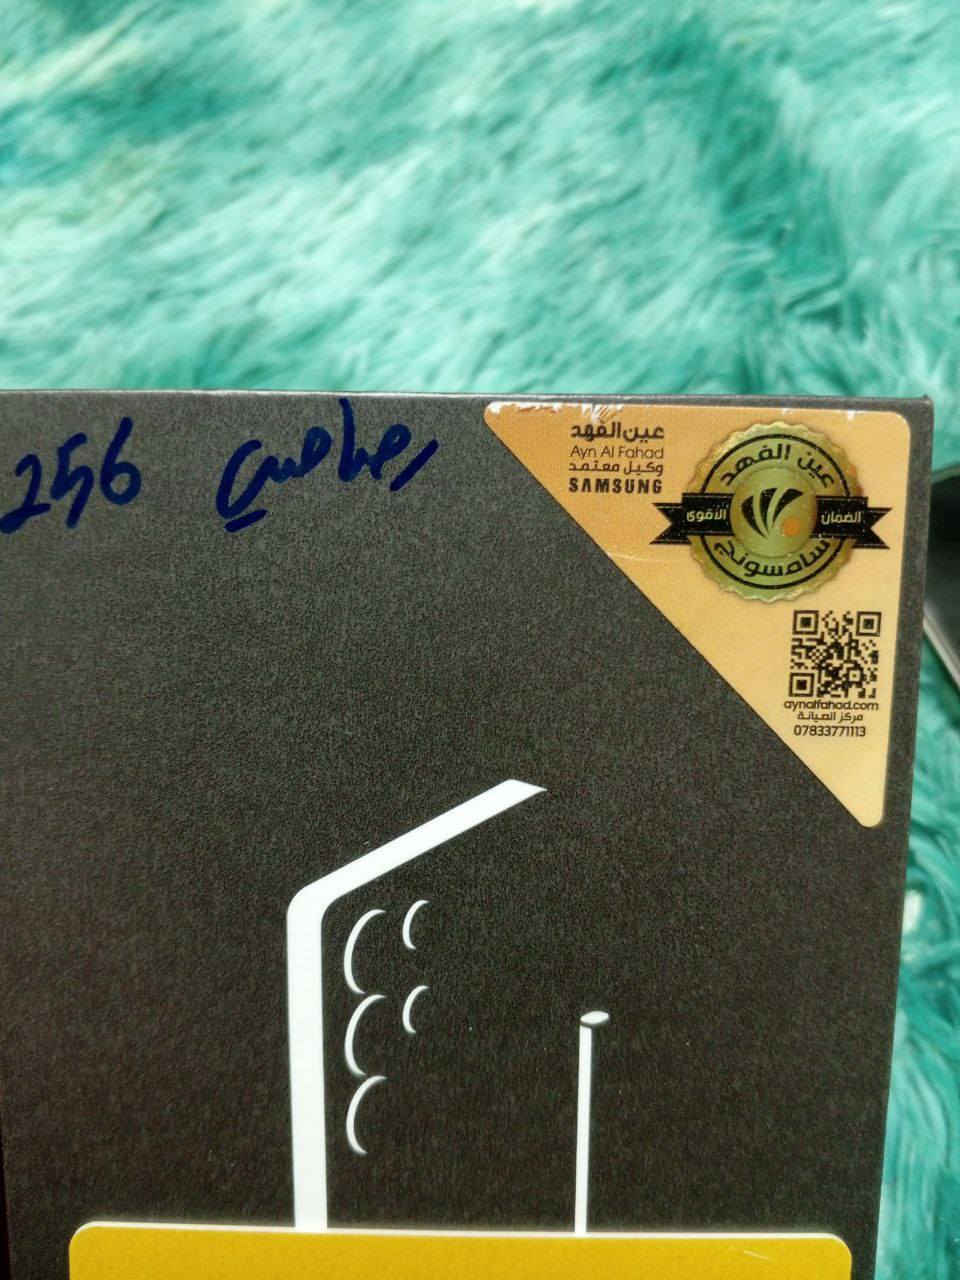 256 رصاصي
عين الفهد
Ayn Al Fahad
وكيل معتمد
SAMSUNG
عين الفهد
الضمان الأقوى
سامسونج
aynalfahad.com
مركز الصيانة
07833771113